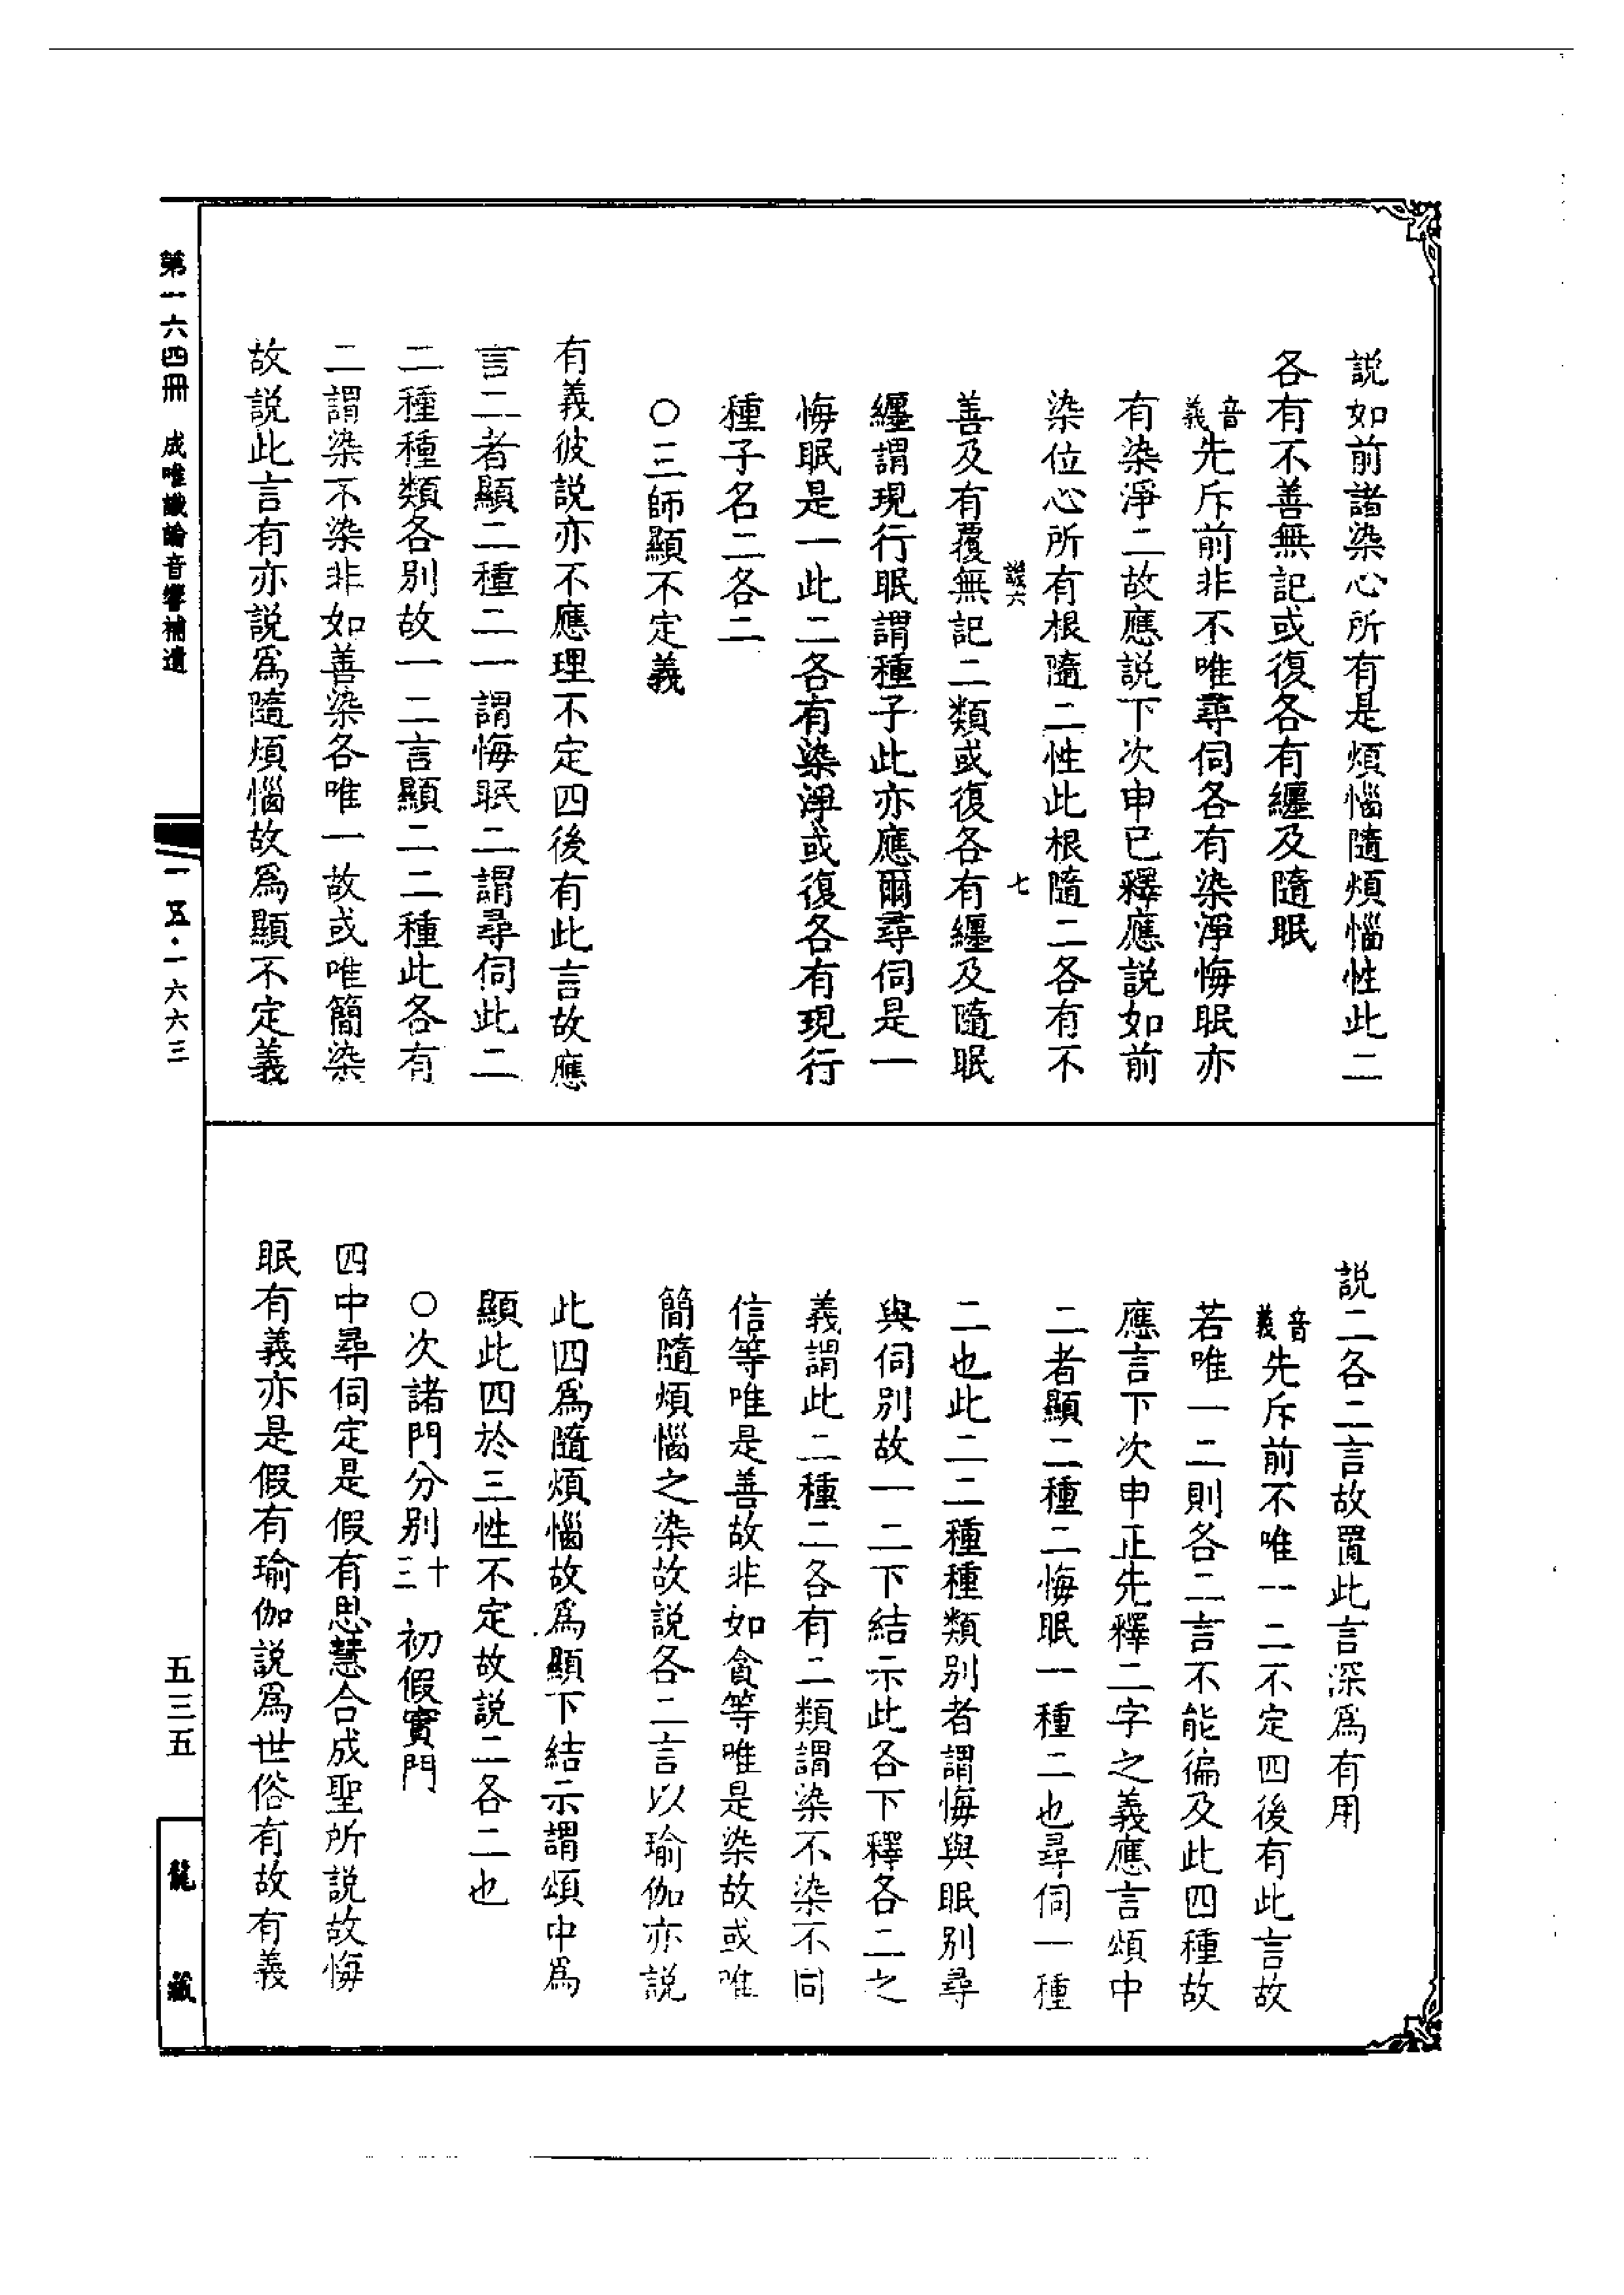 說如前諸染心所有是煩惱隨煩惱性此二
各有不善無記或復各有纏及隨眠
音義先斥前非不唯尋伺各有染淨悔眠亦
有染淨二故應說下次申已釋應說如前
染位心所有根隨二性此根隨二各有不
七
善及有覆無記二類或復各有纏及隨眠
纏謂現行眠謂種子此亦應爾尋伺是一
悔眠是一此二各有染淨或復各有現行
種子名二各二
○三師顯不定義
有義彼說亦不應理不定四後有此言故應
言二者顯二種二一謂悔眠二謂尋伺此二
二種種類各別故一二言顯二二種此各有
二謂染不染非如善染各唯一故或唯簡染
故說此言有亦說為隨煩惱故為顯不定義
說二各二言故置此言深為有用
音義先斥前不唯一二不定四後有此言故
若唯一二則各二言不能徧及此四種故
應言下次申正先釋二字之義應言頌中
二者顯二種二悔眠一種二也尋伺一種
二也此二二種種類別者謂悔與眠別尋
與伺別故一二下結示此各下釋各二之
義謂此二種二各有二類謂染不染不同
信等唯是善故非如貪等唯是染故或唯
簡隨煩惱之染故說各二言以瑜伽亦說
此四為隨煩惱故為顯下結示謂頌中為
顯此四於三性不定故說二各二也
○次諸門分別十三 初假實門
四中尋伺定是假有思慧合成聖所說故悔
眠有義亦是假有瑜伽說為世俗有故有義
第一六四冊 成唯識論音響補遺
一五·一六六三
五三五
龍藏